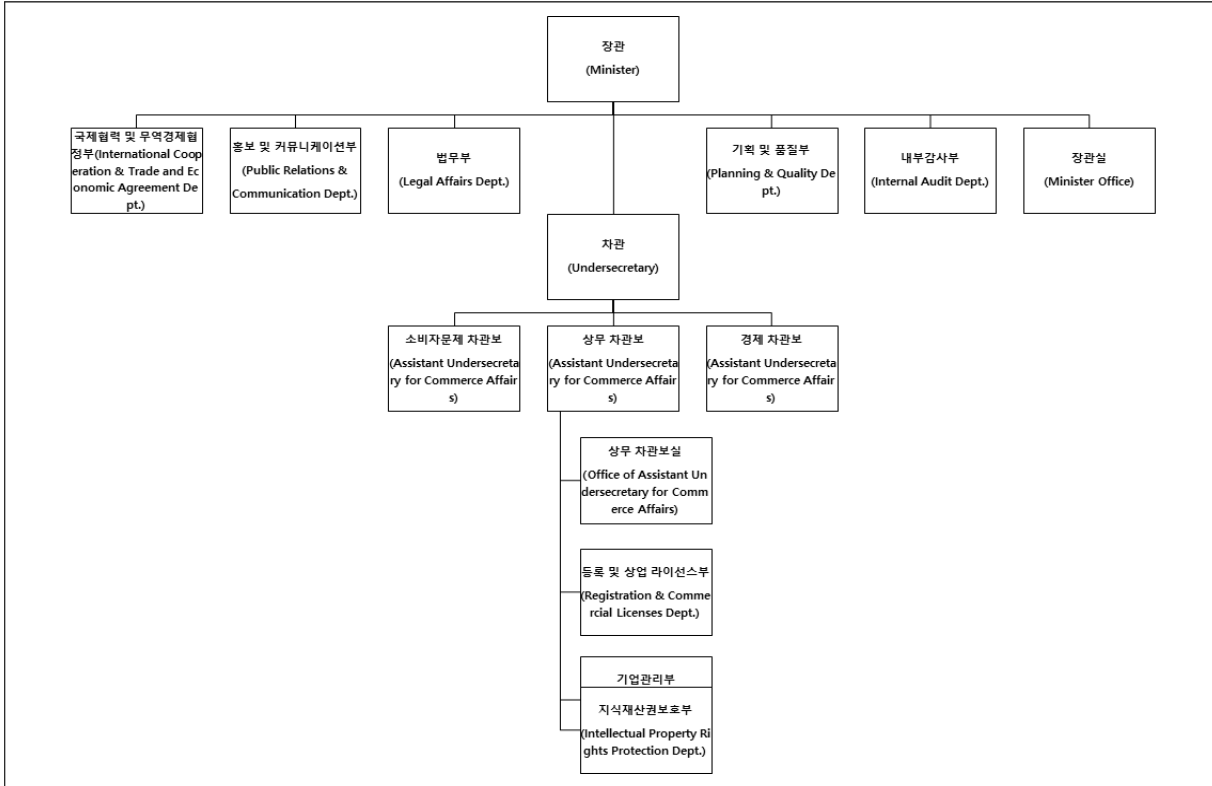 장관
(Minister)
국제협력 및 무역경제협
정부(International Coop
eration & Trade and Ec
onomic Agreement De
pt.)
홍보 및 커뮤니케이션부
(Public Relations &
Communication Dept.)
법무부
(Legal Affairs Dept.)
기획 및 품질부
(Planning & Quality De
pt.)
내부감사부
(Internal Audit Dept.)
장관실
(Minister Office)
차관
(Undersecretary)
소비자문제 차관보
(Assistant Undersecreta
ry for Commerce Affair
s)
상무 차관보
(Assistant Undersecreta
ry for Commerce Affair
s)
경제 차관보
(Assistant Undersecreta
ry for Commerce Affair
s)
상무 차관보실
(Office of Assistant Un
dersecretary for Comm
erce Affairs)
등록 및 상업 라이선스부
(Registration & Comme
rcial Licenses Dept.)
기업관리부
지식재산권보호부
(Intellectual Property Ri
ghts Protection Dept.)